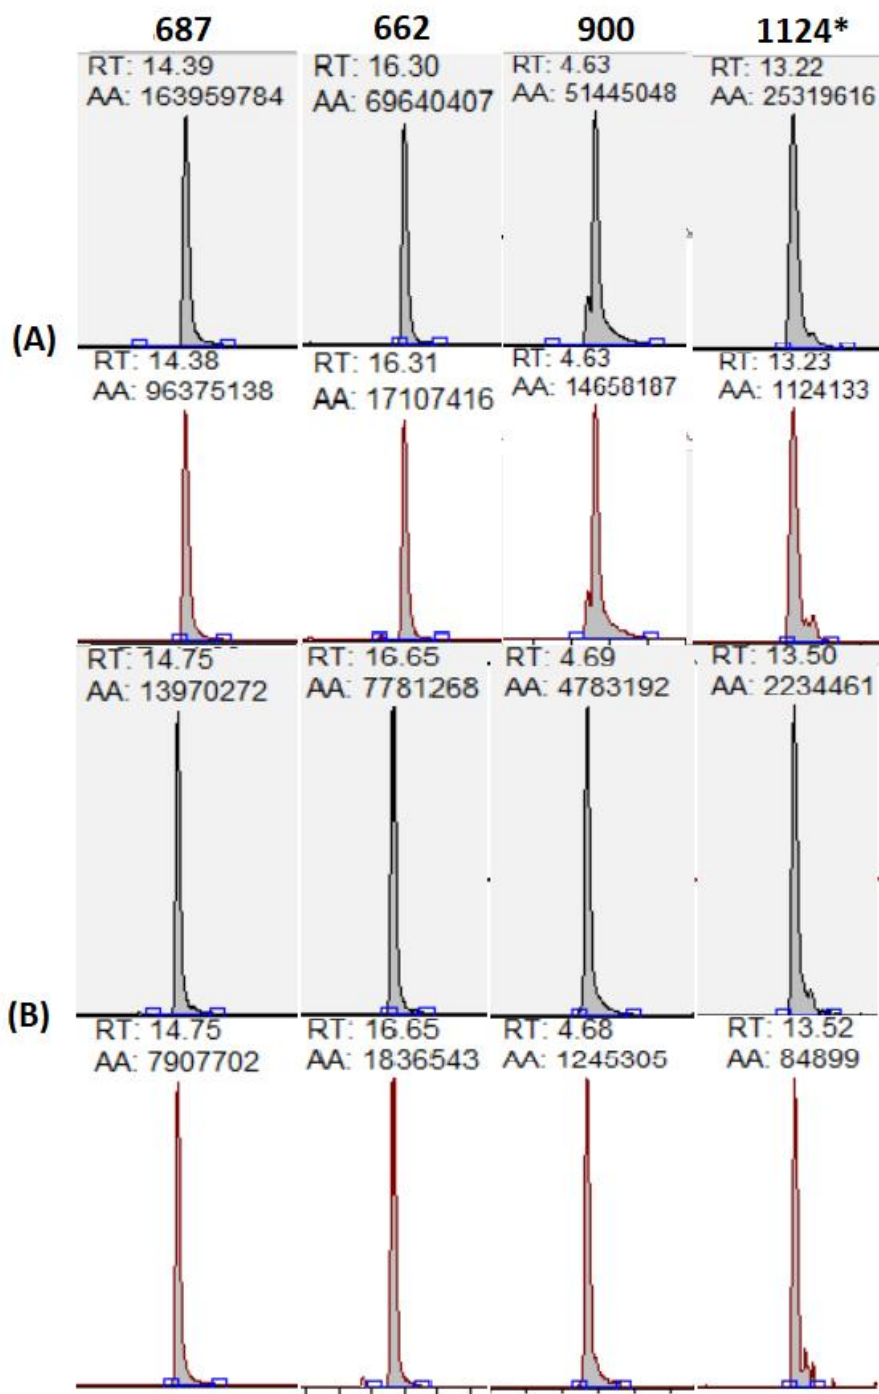 687 662 900 1124*
RT: 14.39 RT: 16.30 RT: 4.63 RT: 13.22
AA: 163959784 AA: 69640407 AA: 51445048 AA: 25319616
(A)
RT: 14.38 RT: 16.31 RT: 4.63 RT: 13.23
AA: 96375138 AA: 17107416 AA: 14658187 AA: 1124133
RT: 14.75 RT: 16.65 RT: 4.69 RT: 13.50
AA: 13970272 AA: 7781268 AA: 4783192 AA: 2234461
(B)
RT: 14.75 RT: 16.65 RT: 4.68 RT: 13.52
AA: 7907702 AA: 1836543 AA: 1245305 AA: 84899